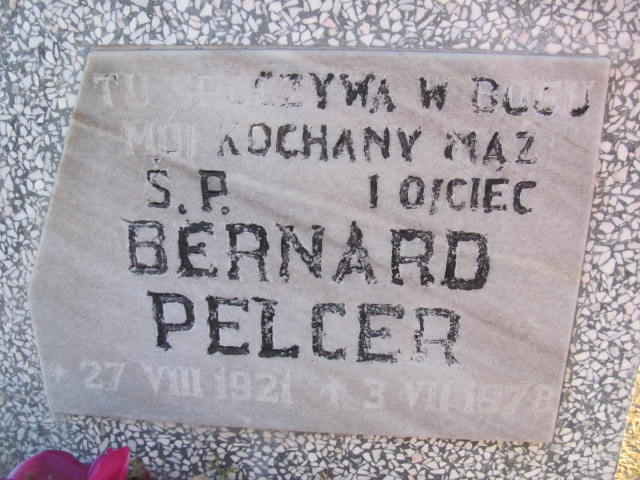 TU SPOCZYWA W BOGU
MÓJ KOCHANY MĄŻ
Ś.P. I OJCIEC
BERNARD
PELCER
* 27 VIII 1921 + 3 VII 1978